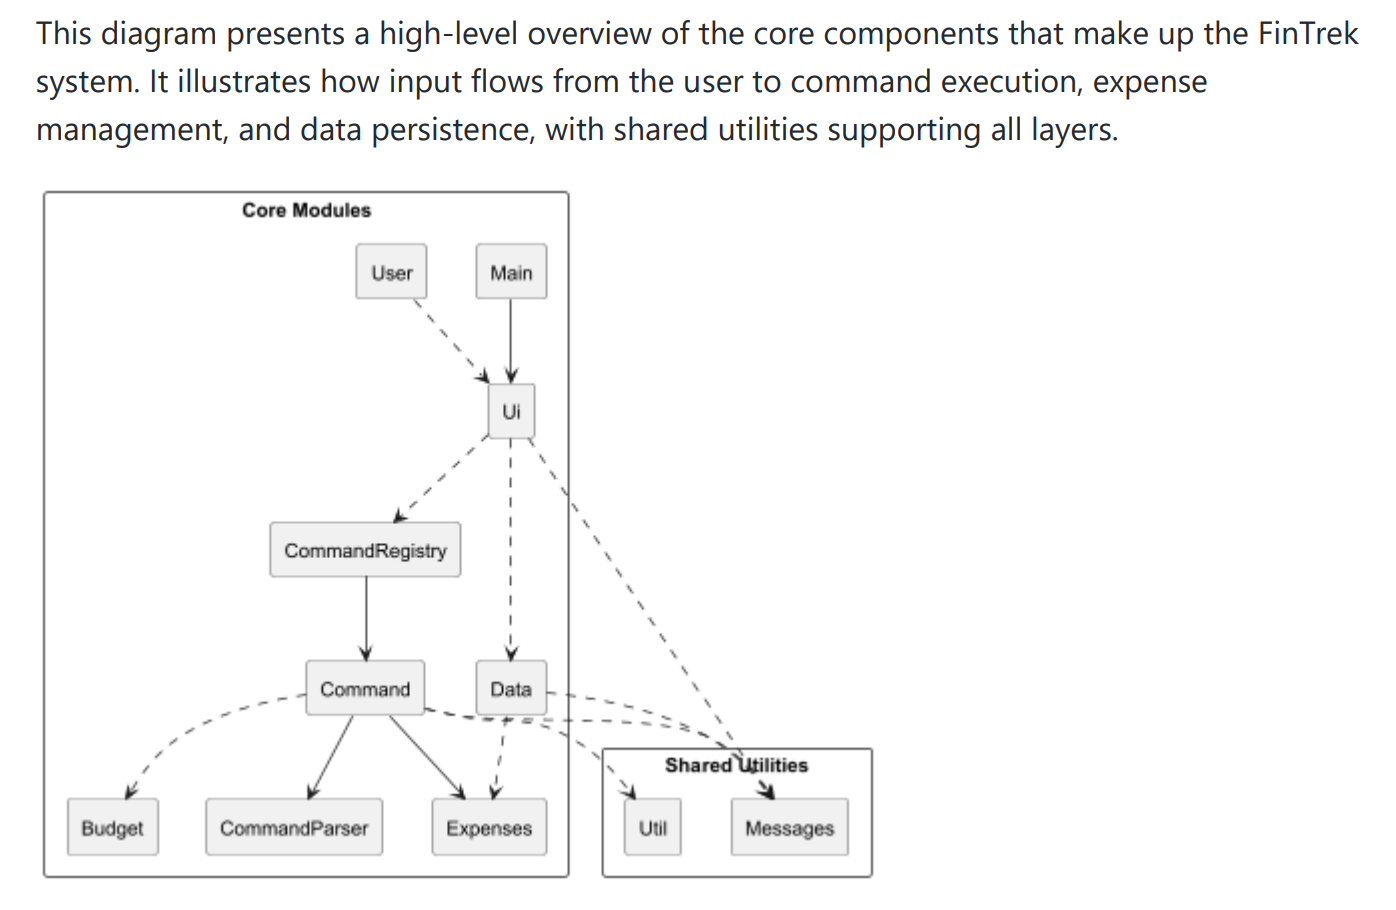 This diagram presents a high-level overview of the core components that make up the FinTrek
system. It illustrates how input flows from the user to command execution, expense
management, and data persistence, with shared utilities supporting all layers.
Core Modules
User
Main
Ui
CommandRegistry
Command
Data
Shared Utilities
Budget
CommandParser
Expenses
Util
Messages